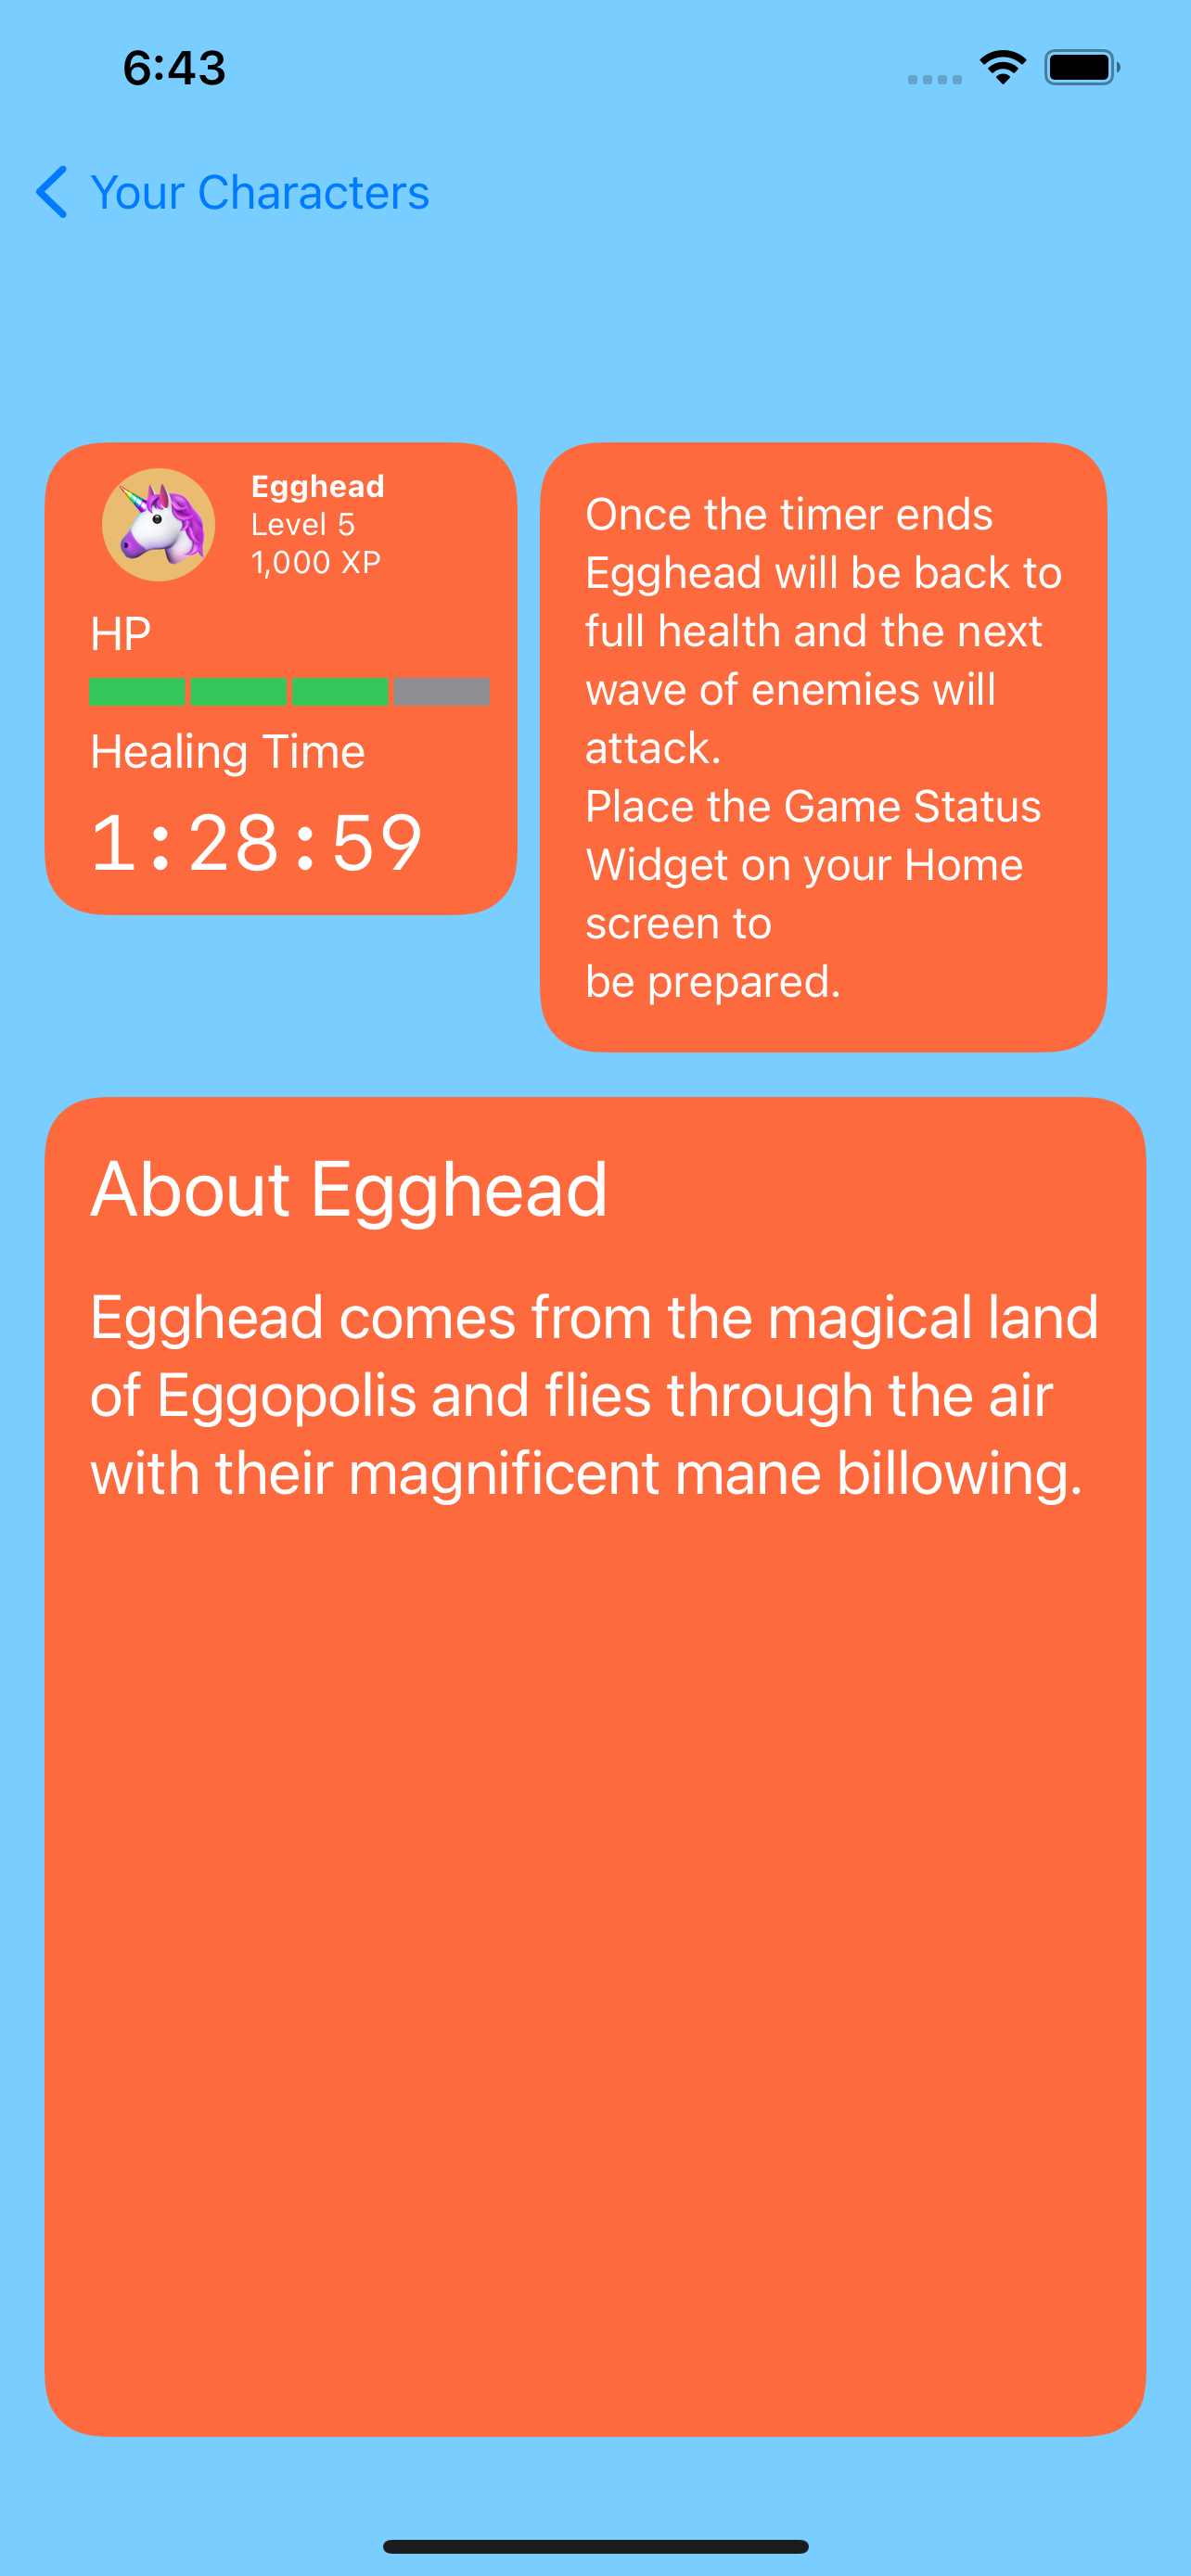 6:43
Your Characters
Egghead
Level 5
1,000 XP
HP
Healing Time
1:28:59
Once the timer ends
Egghead will be back to
full health and the next
wave of enemies will
attack.
Place the Game Status
Widget on your Home
screen to
be prepared.
About Egghead
Egghead comes from the magical land
of Eggopolis and flies through the air
with their magnificent mane billowing.